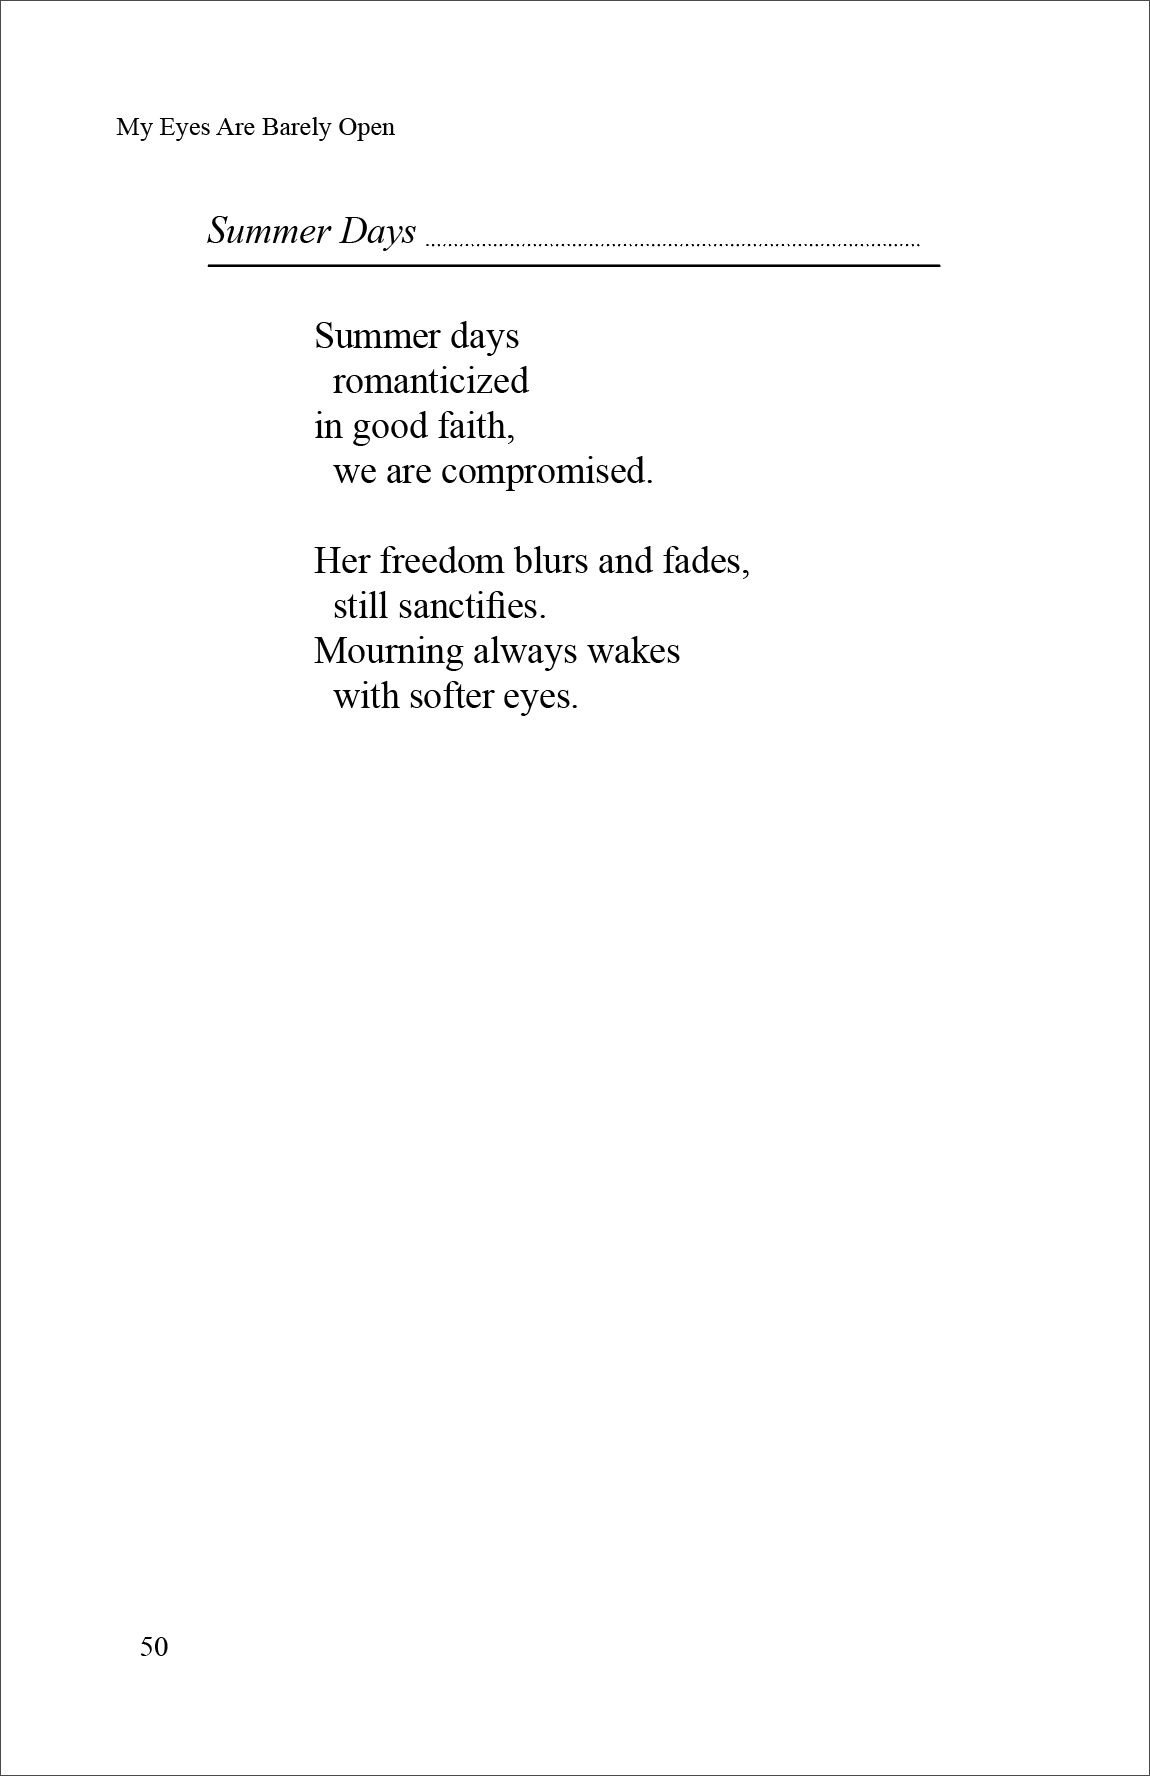 My Eyes Are Barely Open
Summer Days
Summer days
romanticized
in good faith,
we are compromised.
Her freedom blurs and fades,
still sanctifies.
Mourning always wakes
with softer eyes.
50